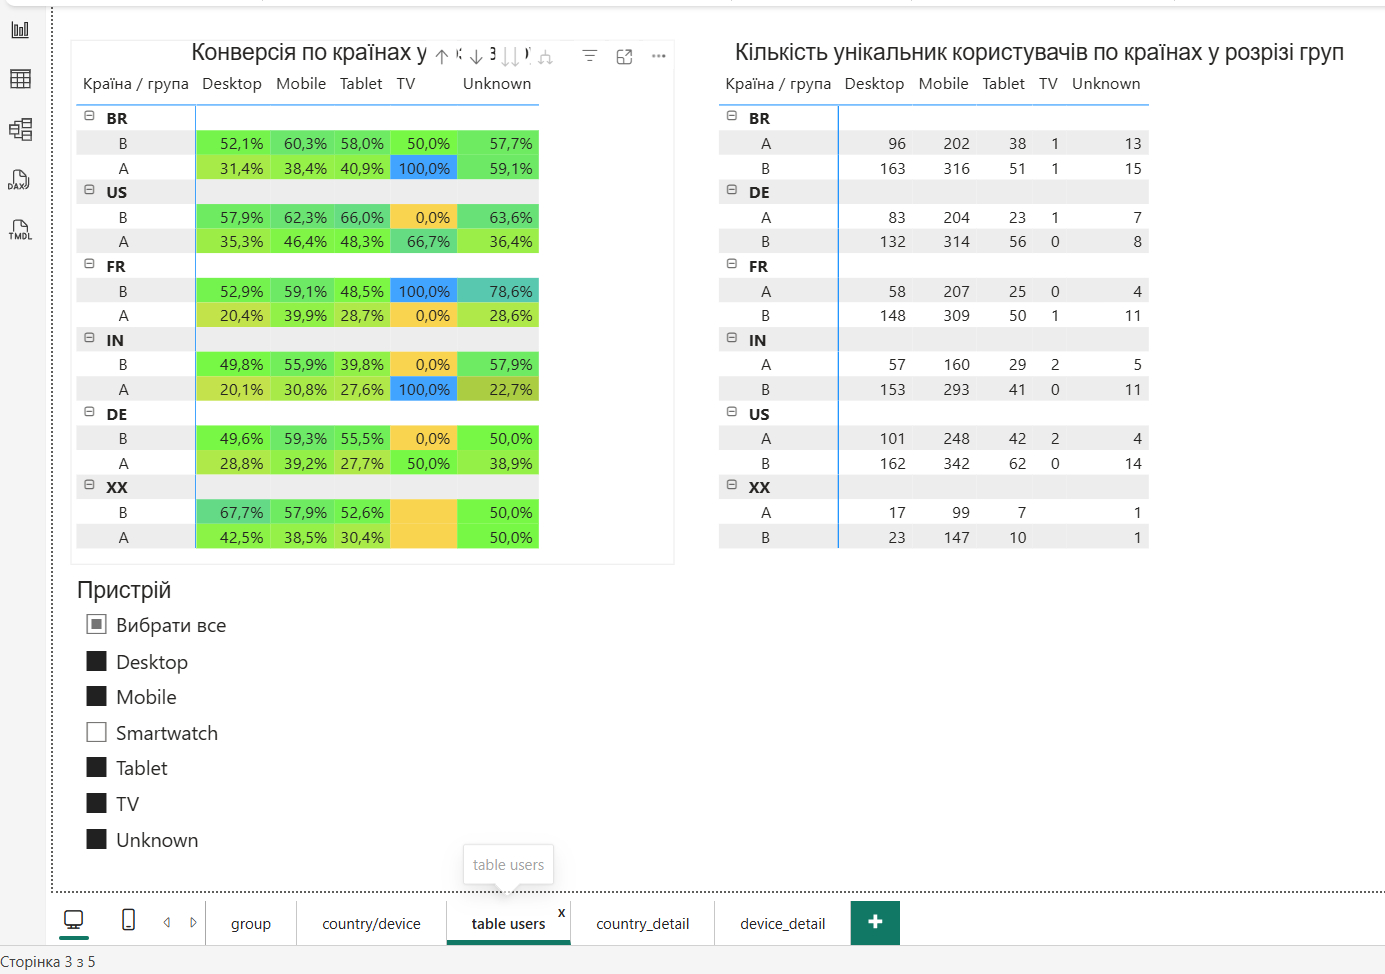 DAX
TMDL
Конверсія по країнах у
Країна / група Desktop Mobile Tablet TV Unknown
BR
B 52,1% 60,3% 58,0% 50,0% 57,7%
A 31,4% 38,4% 40,9% 100,0% 59,1%
US
B 57,9% 62,3% 66,0% 0,0% 63,6%
A 35,3% 46,4% 48,3% 66,7% 36,4%
FR
B 52,9% 59,1% 48,5% 100,0% 78,6%
A 20,4% 39,9% 28,7% 0,0% 28,6%
IN
B 49,8% 55,9% 39,8% 0,0% 57,9%
A 20,1% 30,8% 27,6% 100,0% 22,7%
DE
B 49,6% 59,3% 55,5% 0,0% 50,0%
A 28,8% 39,2% 27,7% 50,0% 38,9%
XX
B 67,7% 57,9% 52,6% 50,0%
A 42,5% 38,5% 30,4% 50,0%
Кількість унікальник користувачів по країнах у розрізі груп
Країна / група Desktop Mobile Tablet TV Unknown
BR
A 96 202 38 1 13
B 163 316 51 1 15
DE
A 83 204 23 1 7
B 132 314 56 0 8
FR
A 58 207 25 0 4
B 148 309 50 1 11
IN
A 57 160 29 2 5
B 153 293 41 0 11
US
A 101 248 42 2 4
B 162 342 62 0 14
XX
A 17 99 7 1
B 23 147 10 1
Пристрій
Вибрати все
Desktop
Mobile
Smartwatch
Tablet
TV
Unknown
table users
group country/device table users x country_detail device_detail +
Сторінка 3 з 5